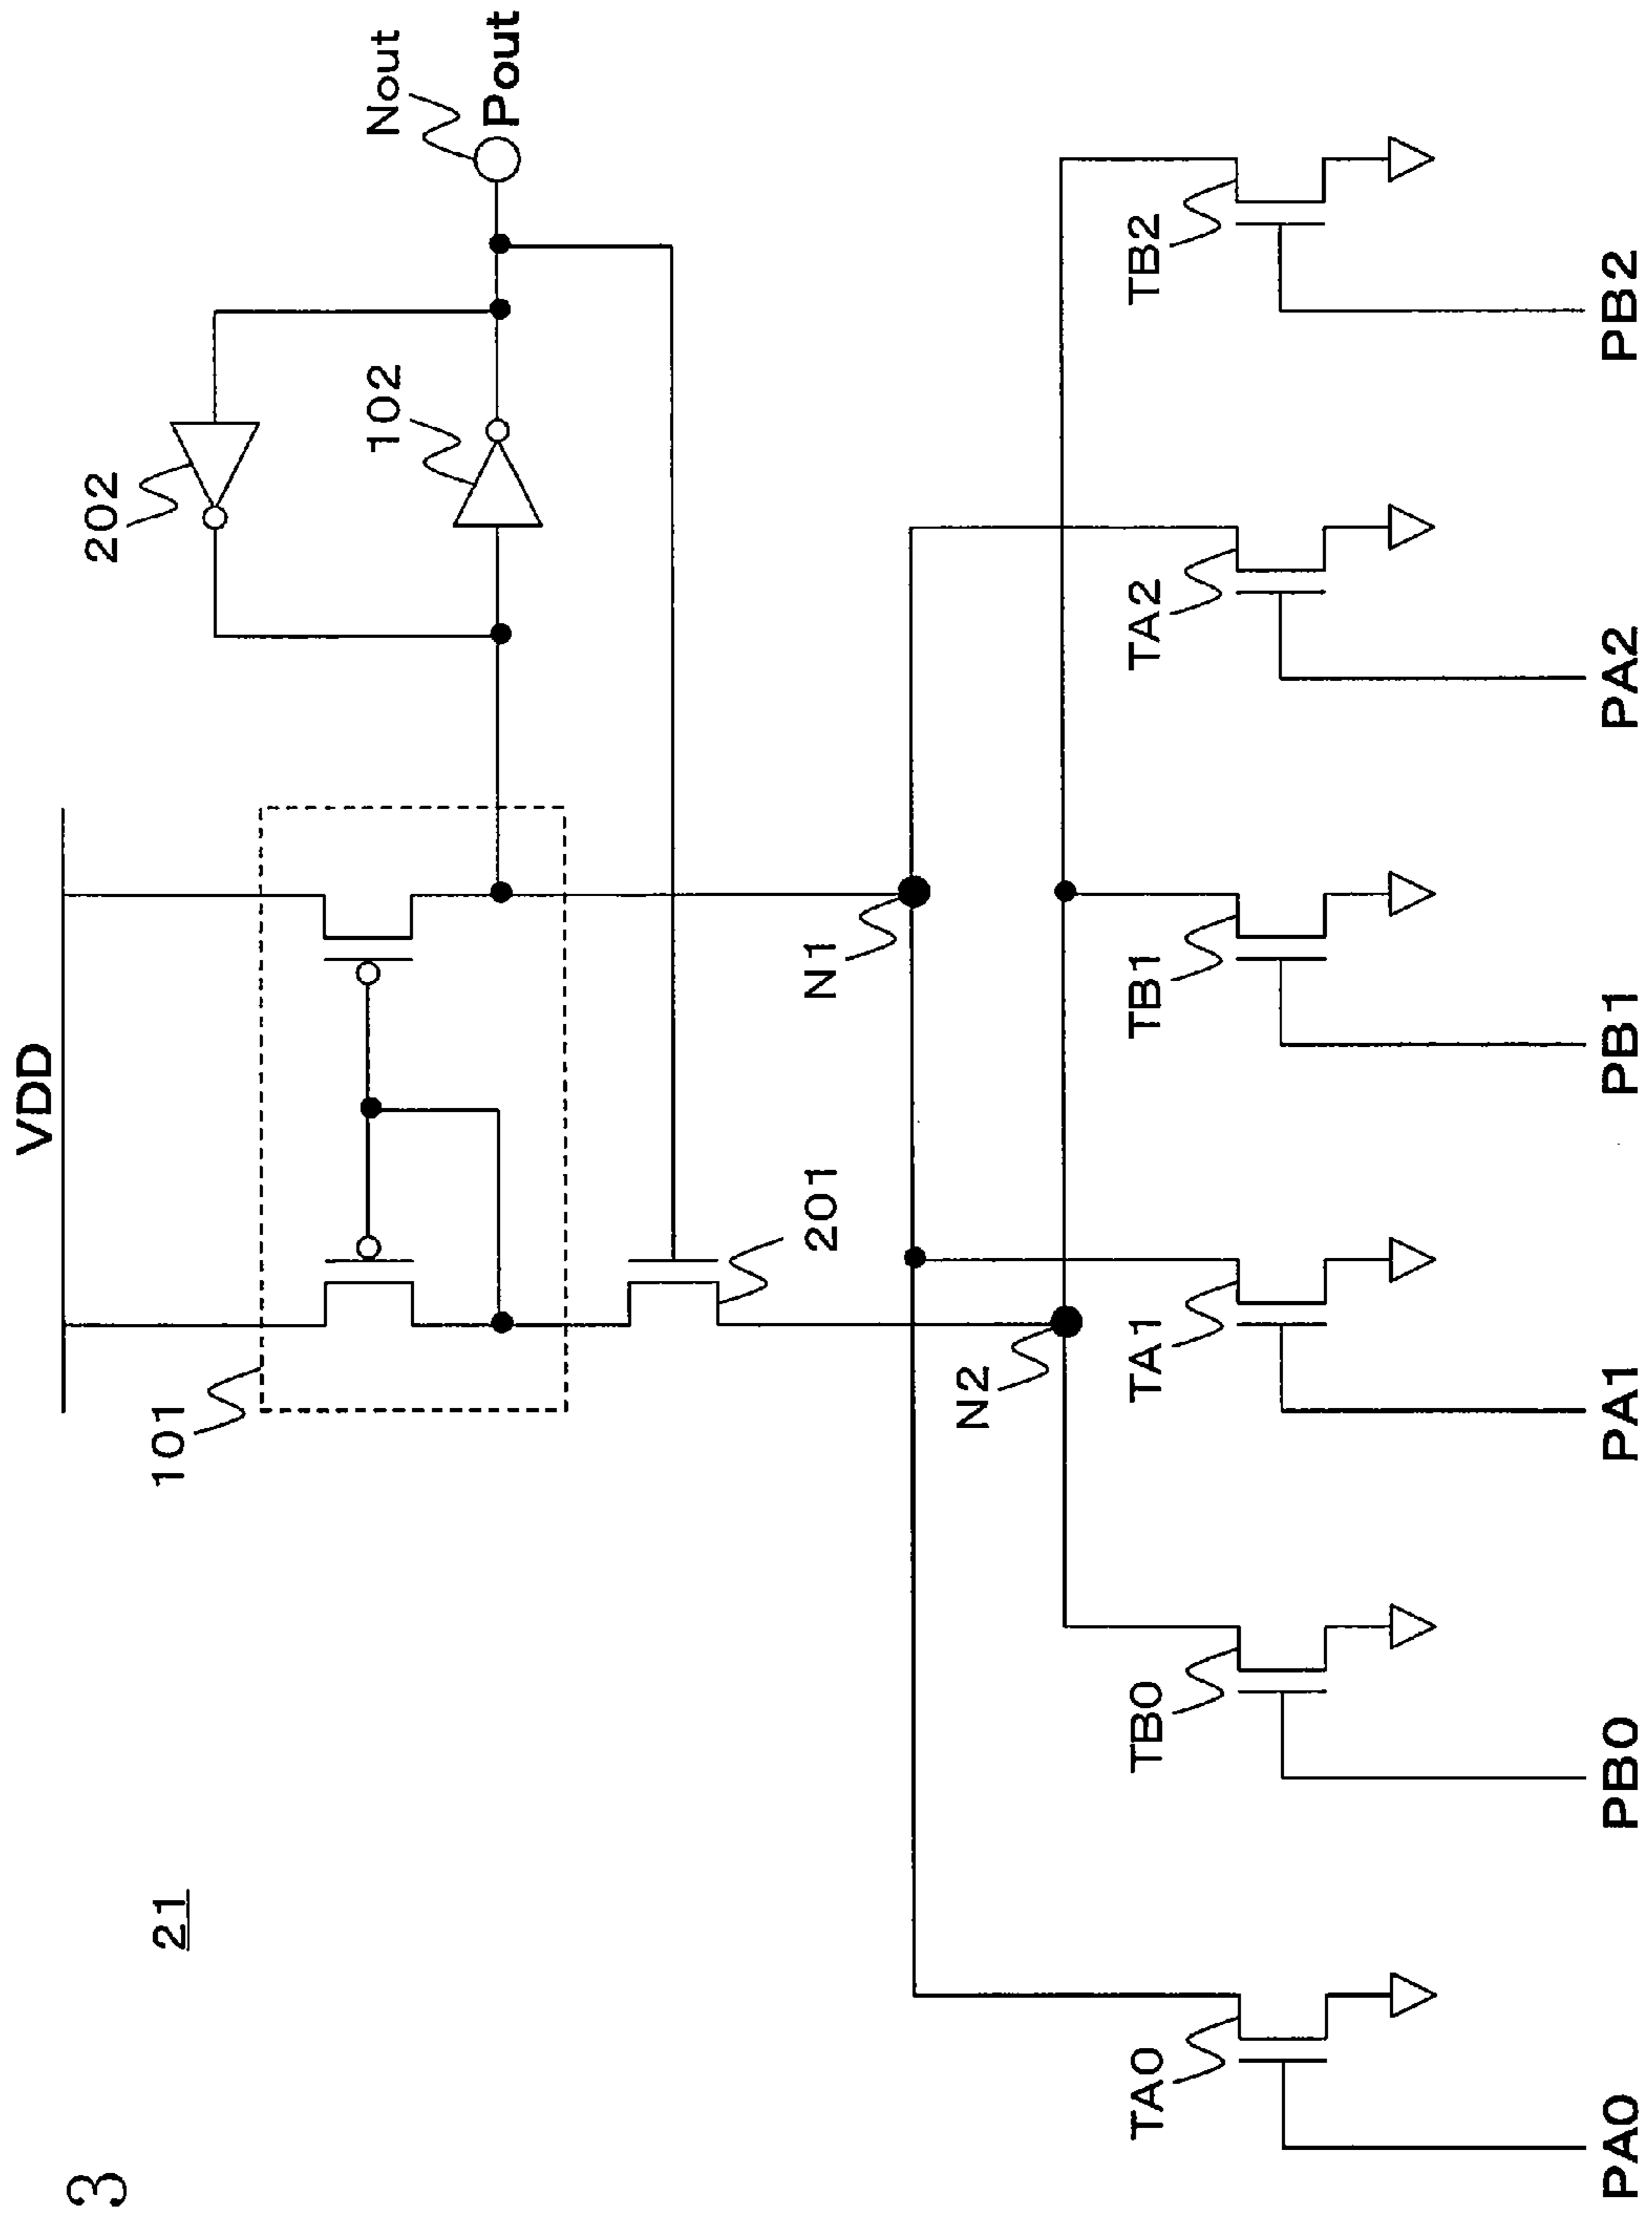 3
21
VDD
101
202
102
Nout
Pout
201
N1
N2
TA0
TB0
TA1
TB1
TA2
TB2
PA0
PB0
PA1
PB1
PA2
PB2